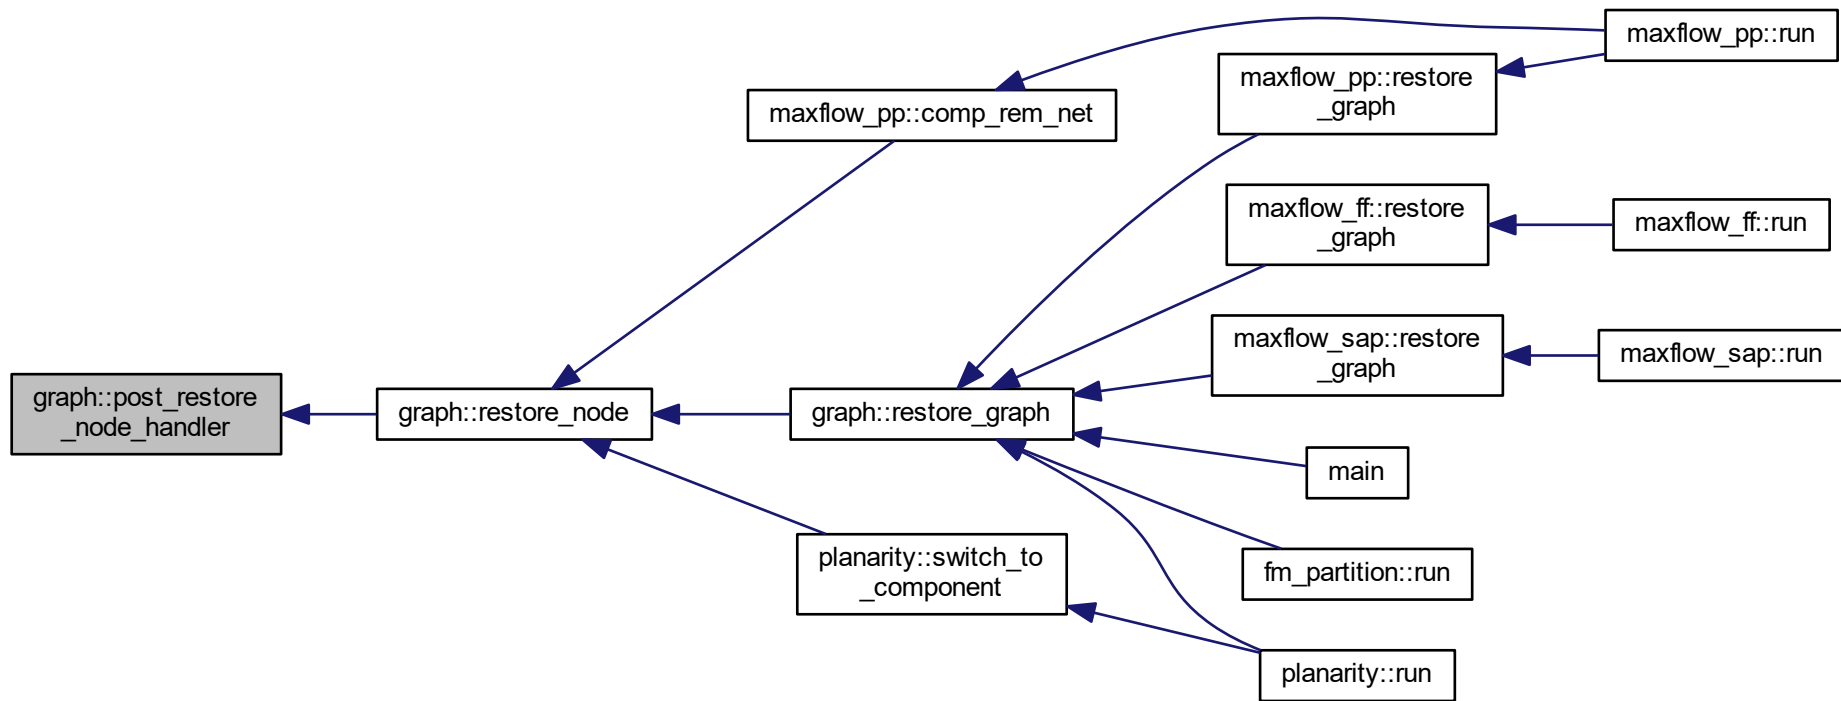 maxflow_pp::run
maxflow_pp::restore
_graph
maxflow_pp::comp_rem_net
maxflow_ff::restore
_graph
maxflow_ff::run
maxflow_sap::restore
_graph
maxflow_sap::run
graph::post_restore
_node_handler
graph::restore_node
graph::restore_graph
main
planarity::switch_to
_component
fm_partition::run
planarity::run